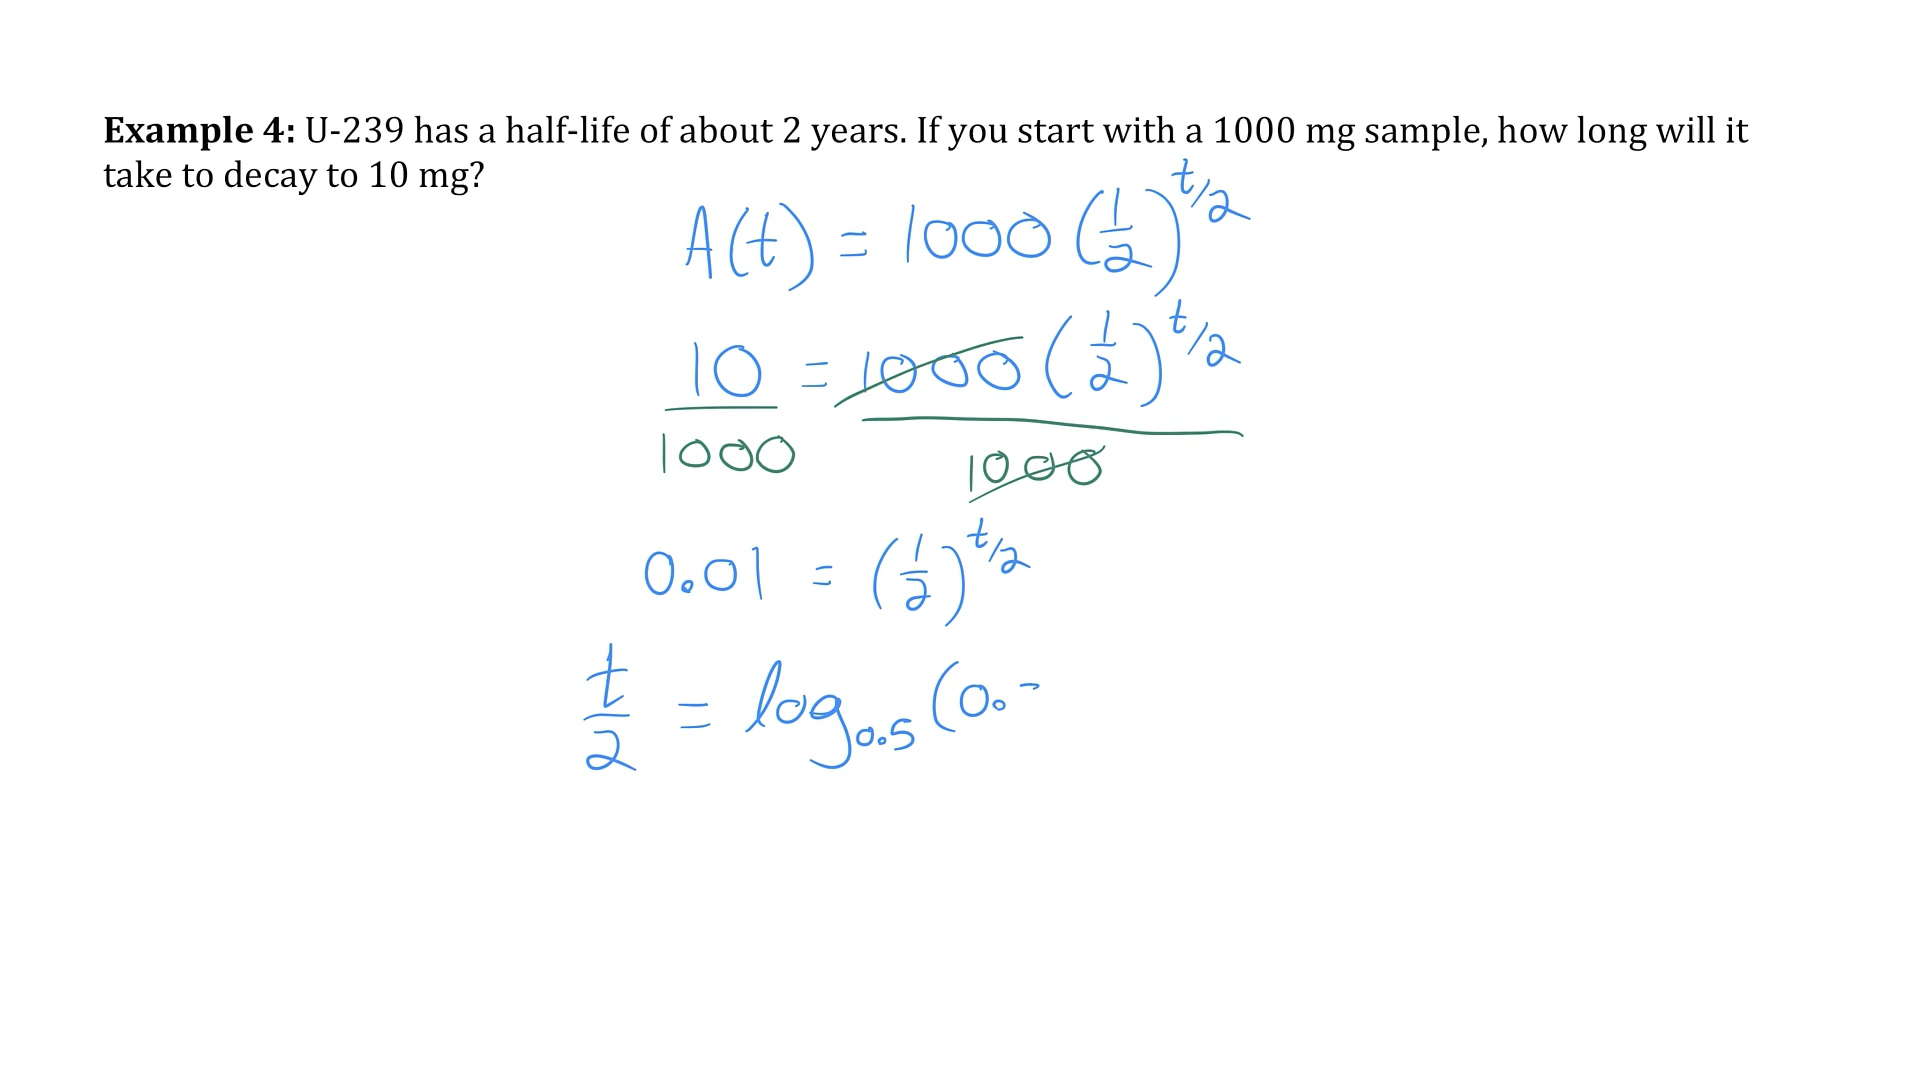 Example 4: U-239 has a half-life of about 2 years. If you start with a 1000 mg sample, how long will it
take to decay to 10 mg?
A(t) = 1000 (1/2)^t/2
10 = 1000 (1/2)^t/2
1000 1000
0.01 = (1/2)^t/2
t/2 = log_0.5 (0.-